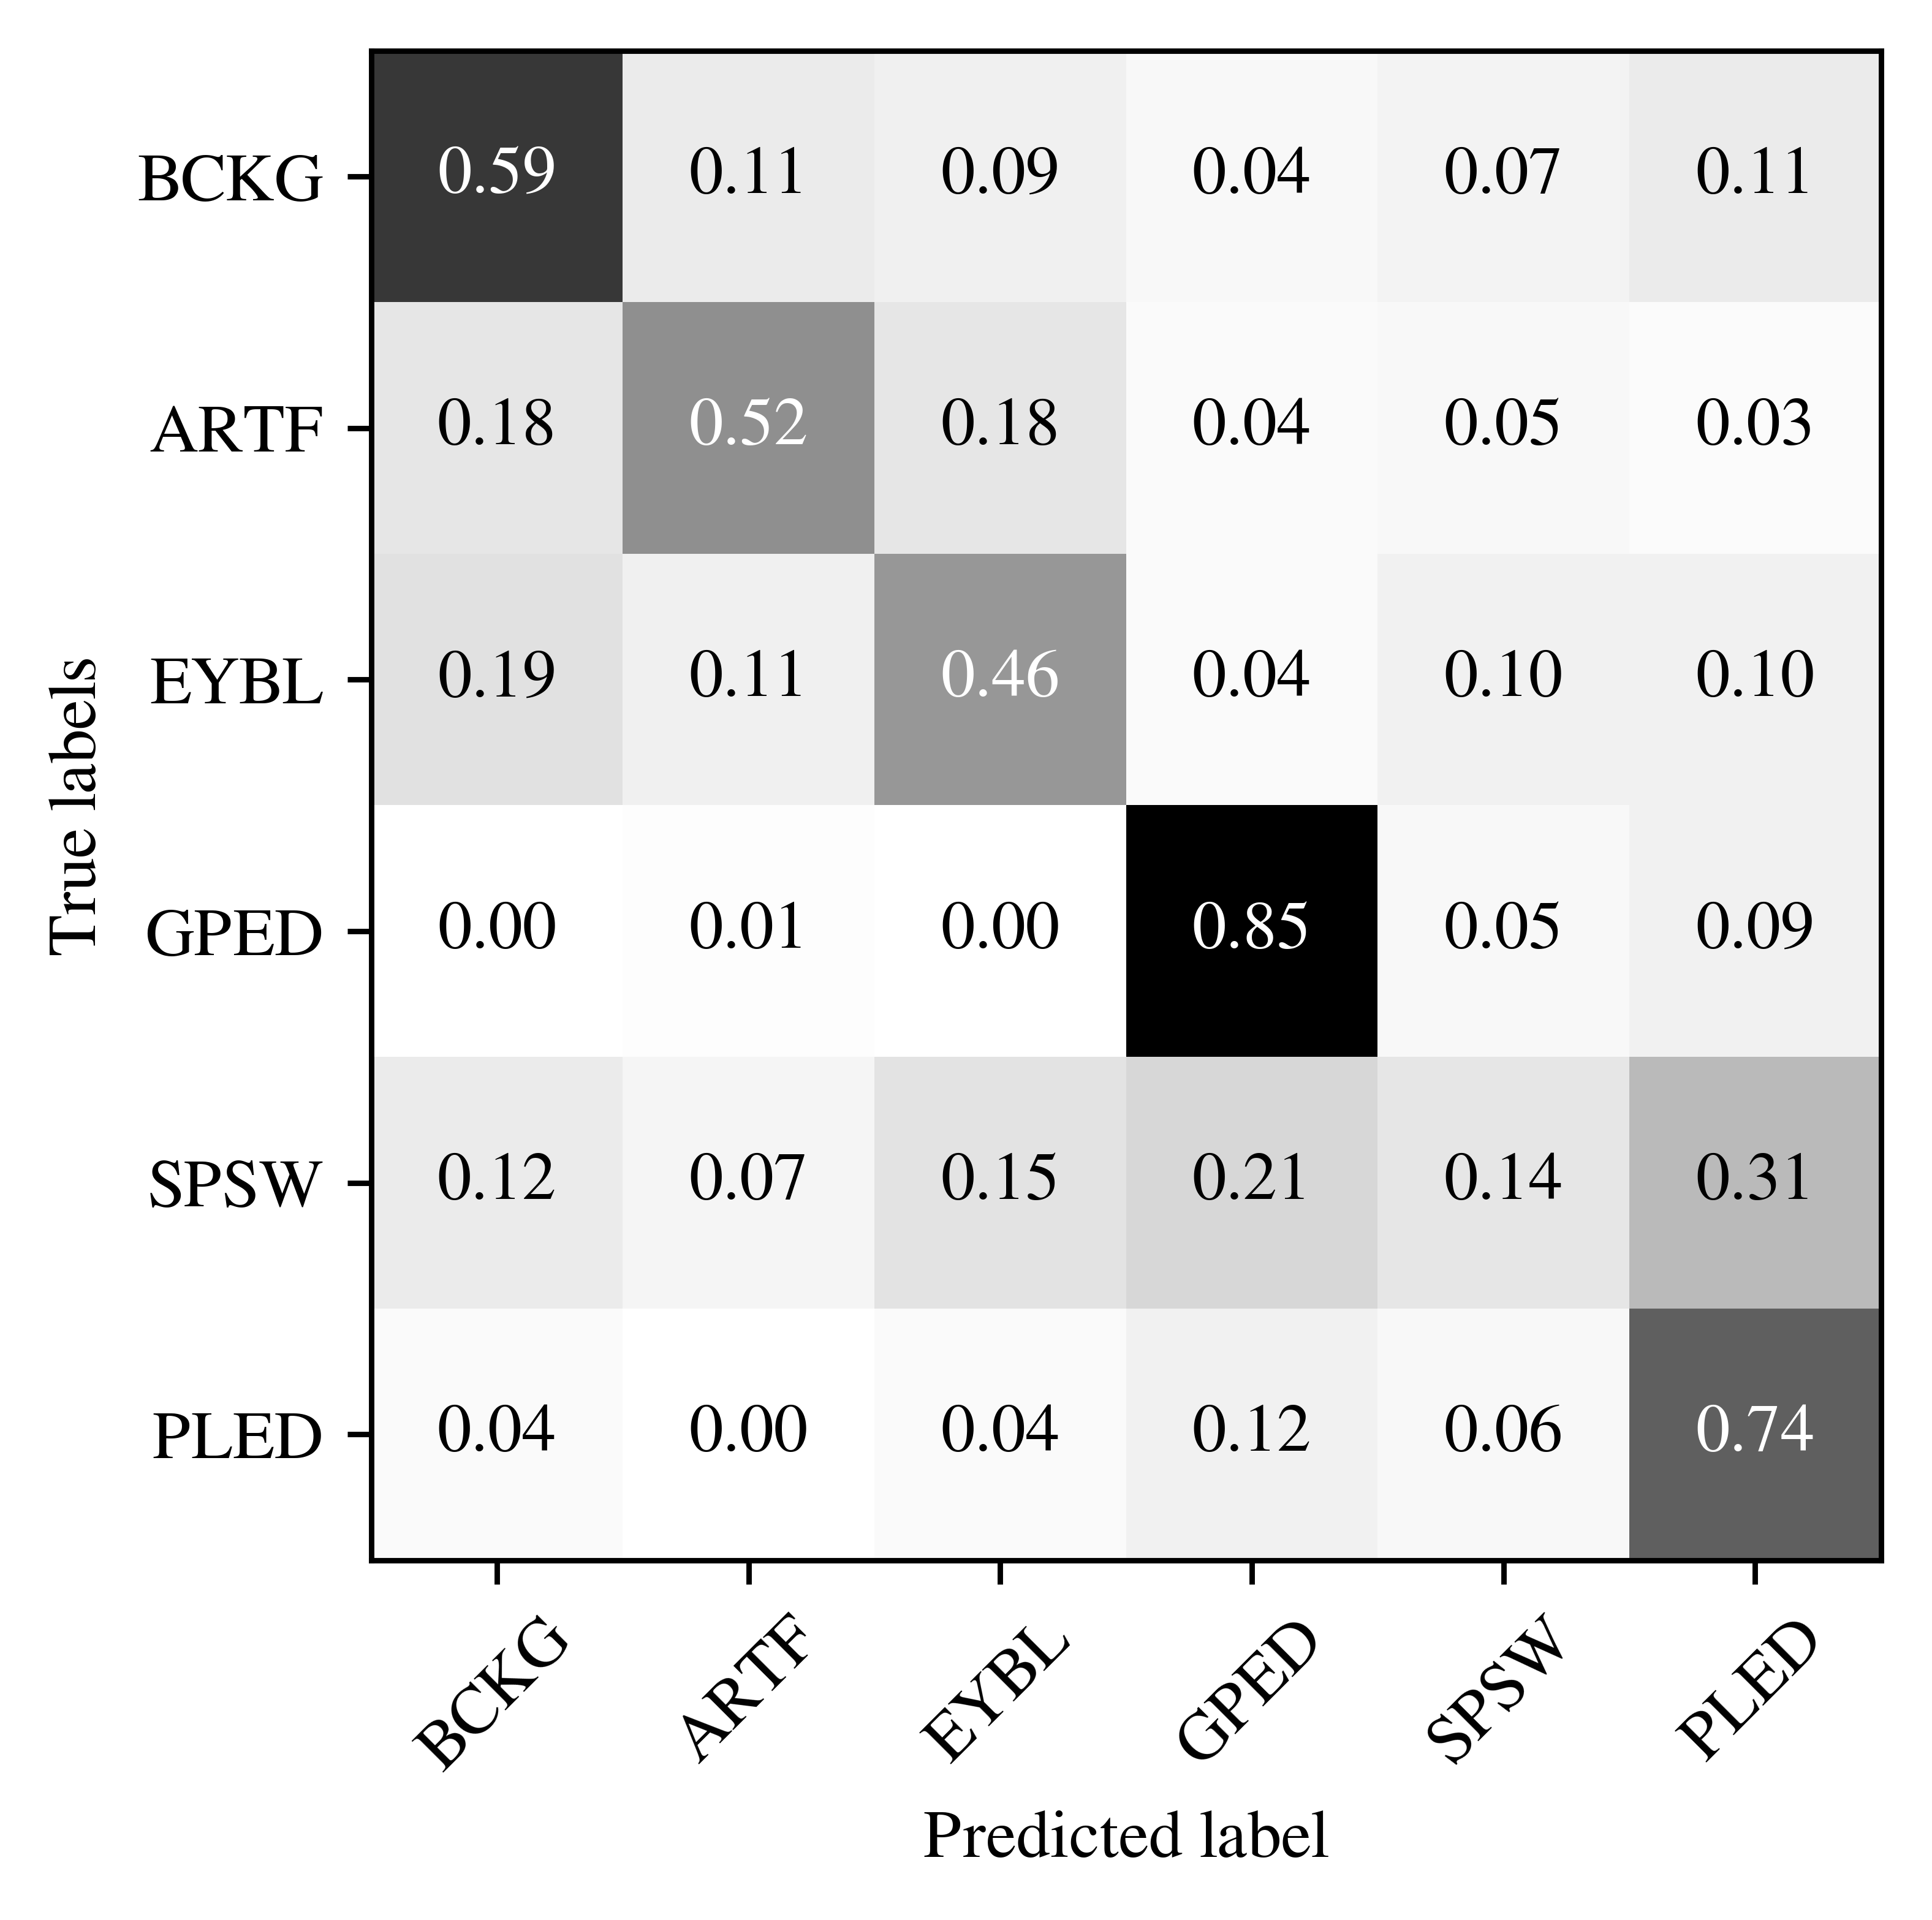 BCKG 0.59 0.11 0.09 0.04 0.07 0.11
ARTF 0.18 0.52 0.18 0.04 0.05 0.03
EYBL 0.19 0.11 0.46 0.04 0.10 0.10
GPED 0.00 0.01 0.00 0.85 0.05 0.09
SPSW 0.12 0.07 0.15 0.21 0.14 0.31
PLED 0.04 0.00 0.04 0.12 0.06 0.74
True labels
BCKG ARTF EYBL GPED SPSW PLED
Predicted label